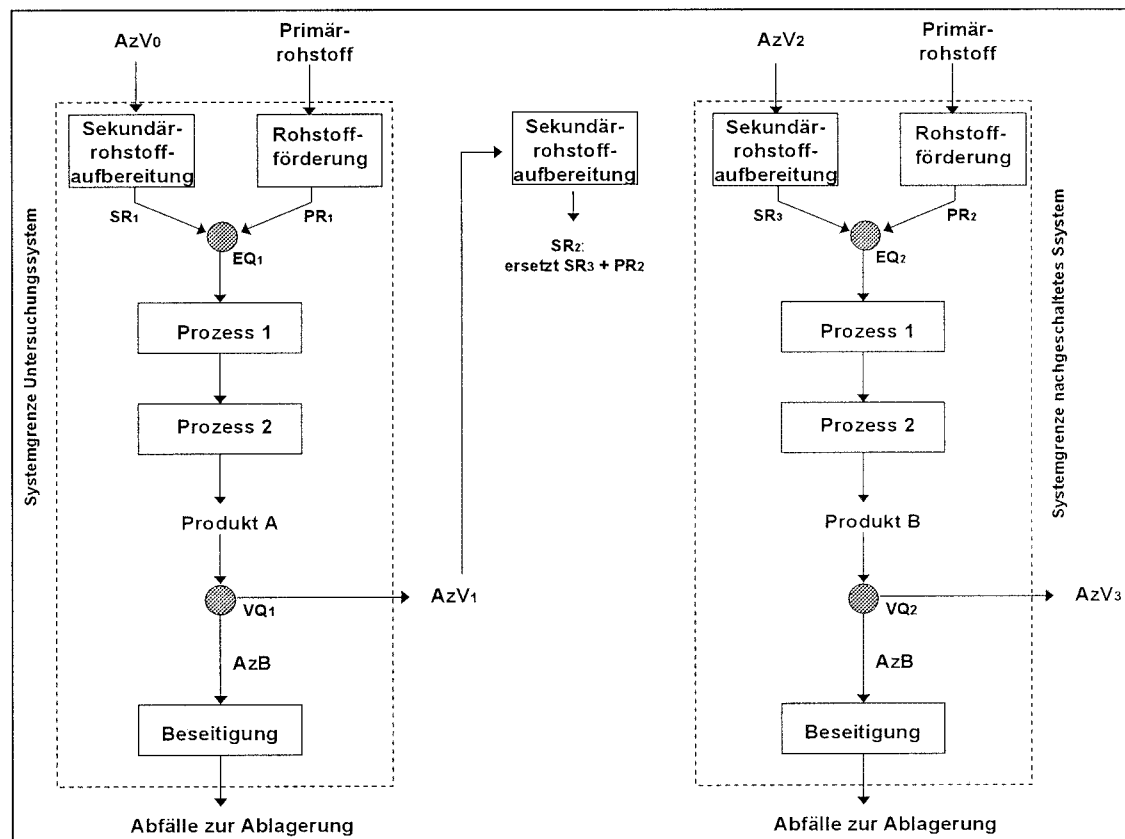 Systemgrenze Untersuchungssystem
AzV0
Primär-
rohstoff
Sekundär-
rohstoff-
aufbereitung
Rohstoff-
förderung
SR1
PR1
EQ1
Prozess 1
Prozess 2
Produkt A
VQ1
AzV1
AzB
Beseitigung
Abfälle zur Ablagerung
Sekundär-
rohstoff-
aufbereitung
SR2:
ersetzt SR3 + PR2
AzV2
Primär-
rohstoff
Sekundär-
rohstoff-
aufbereitung
Rohstoff-
förderung
SR3
PR2
EQ2
Prozess 1
Prozess 2
Produkt B
VQ2
AzV3
AzB
Beseitigung
Abfälle zur Ablagerung
Systemgrenze nachgeschaltetes Ssystem